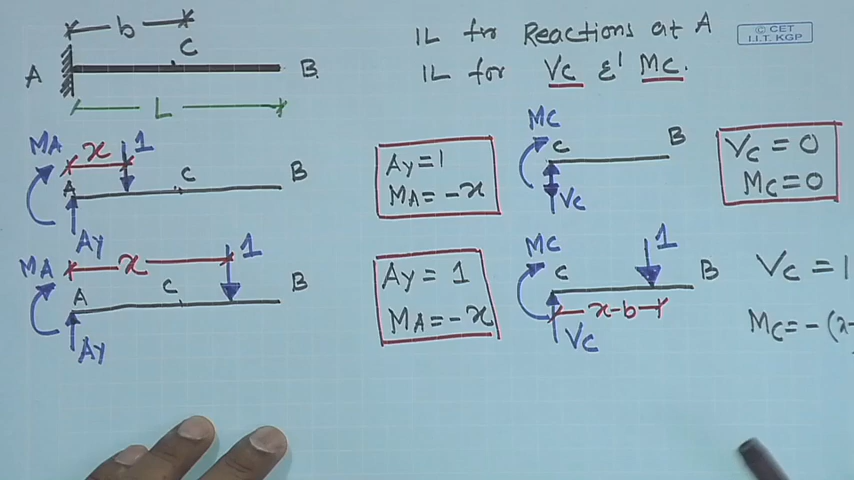 b
C
A
B
L
IL for Reactions at A
IL for VC & MC.
© CET
I.I.T. KGP
MA
x
1
A
C
B
Ay
Ay = 1
MA = -x
MC
C
B
VC
VC = 0
MC = 0
MA
x
1
A
C
B
Ay
Ay = 1
MA = -x
MC
C
1
B
x-b
VC
VC = 1
MC = -(x-